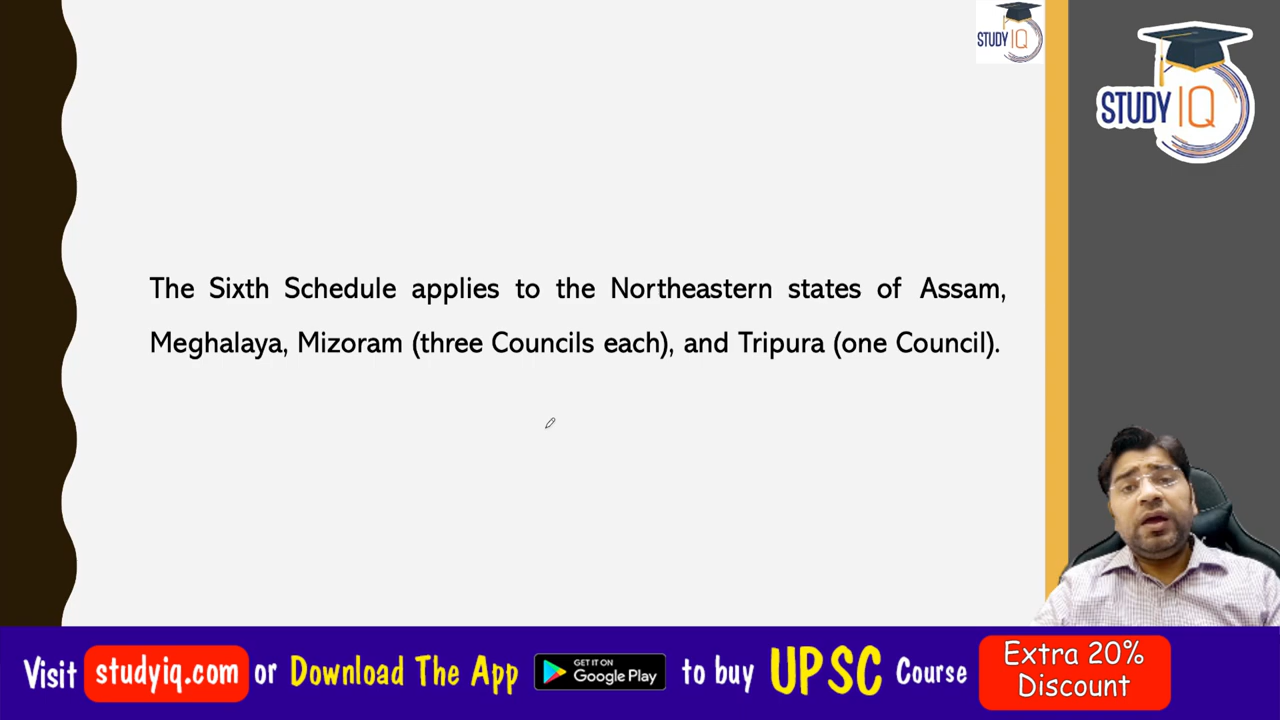 STUDY IQ
STUDY IQ
The Sixth Schedule applies to the Northeastern states of Assam,
Meghalaya, Mizoram (three Councils each), and Tripura (one Council).
Visit studyiq.com or Download The App GET IT ON Google Play to buy UPSC Course Extra 20% Discount